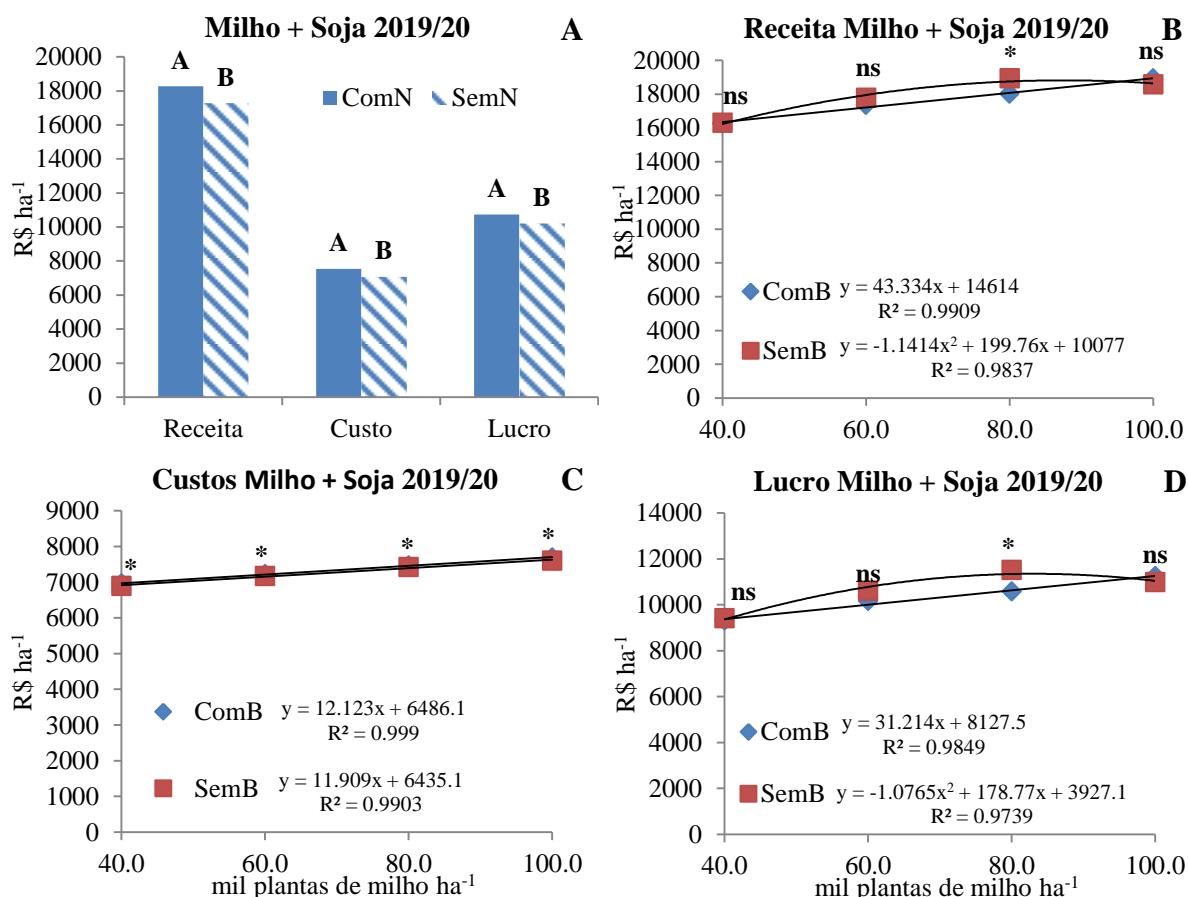 Milho + Soja 2019/20 A
20000
18000
16000
14000
12000
10000
8000
6000
4000
2000
0
R$ ha⁻¹
A B
A B
A B
ComN SemN
Receita Custo Lucro
Receita Milho + Soja 2019/20 B
20000
18000
16000
14000
12000
10000
8000
6000
4000
2000
0
R$ ha⁻¹
ns ns * ns
ComB y = 43.334x + 14614
R² = 0.9909
SemB y = -1.1414x² + 199.76x + 10077
R² = 0.9837
40.0 60.0 80.0 100.0
Custos Milho + Soja 2019/20 C
9000
8000
7000
6000
5000
4000
3000
2000
1000
0
R$ ha⁻¹
* * * *
ComB y = 12.123x + 6486.1
R² = 0.999
SemB y = 11.909x + 6435.1
R² = 0.9903
40.0 60.0 80.0 100.0
mil plantas de milho ha⁻¹
Lucro Milho + Soja 2019/20 D
14000
12000
10000
8000
6000
4000
2000
0
R$ ha⁻¹
ns ns * ns
ComB y = 31.214x + 8127.5
R² = 0.9849
SemB y = -1.0765x² + 178.77x + 3927.1
R² = 0.9739
40.0 60.0 80.0 100.0
mil plantas de milho ha⁻¹